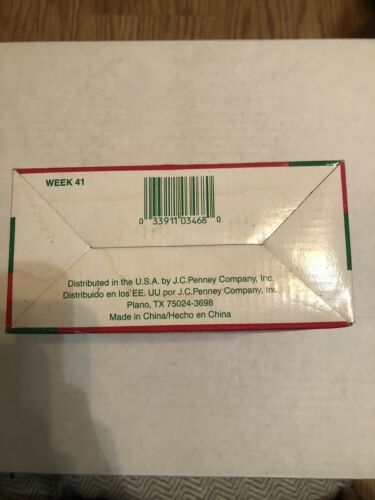 WEEK 41
0 33911 03468 0
Distributed in the U.S.A. by J.C.Penney Company, Inc.
Distribuido en los EE. UU por J.C.Penney Company, Inc.
Plano, TX 75024-3698
Made in China/Hecho en China